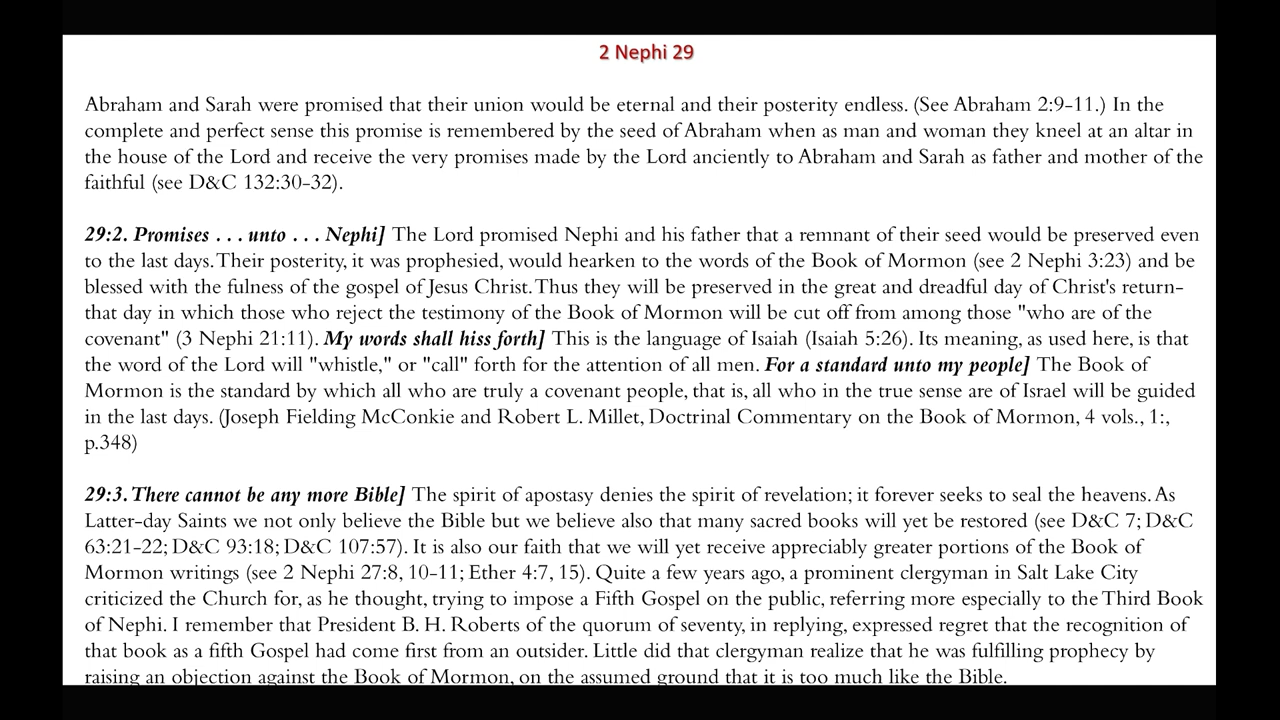 2 Nephi 29
Abraham and Sarah were promised that their union would be eternal and their posterity endless. (See Abraham 2:9-11.) In the
complete and perfect sense this promise is remembered by the seed of Abraham when as man and woman they kneel at an altar in
the house of the Lord and receive the very promises made by the Lord anciently to Abraham and Sarah as father and mother of the
faithful (see D&C 132:30-32).
29:2. Promises . . . unto . . . Nephi] The Lord promised Nephi and his father that a remnant of their seed would be preserved even
to the last days. Their posterity, it was prophesied, would hearken to the words of the Book of Mormon (see 2 Nephi 3:23) and be
blessed with the fulness of the gospel of Jesus Christ. Thus they will be preserved in the great and dreadful day of Christ's return-
that day in which those who reject the testimony of the Book of Mormon will be cut off from among those "who are of the
covenant" (3 Nephi 21:11). My words shall hiss forth] This is the language of Isaiah (Isaiah 5:26). Its meaning, as used here, is that
the word of the Lord will "whistle," or "call" forth for the attention of all men. For a standard unto my people] The Book of
Mormon is the standard by which all who are truly a covenant people, that is, all who in the true sense are of Israel will be guided
in the last days. (Joseph Fielding McConkie and Robert L. Millet, Doctrinal Commentary on the Book of Mormon, 4 vols., 1:,
p.348)
29:3. There cannot be any more Bible] The spirit of apostasy denies the spirit of revelation; it forever seeks to seal the heavens. As
Latter-day Saints we not only believe the Bible but we believe also that many sacred books will yet be restored (see D&C 7; D&C
63:21-22; D&C 93:18; D&C 107:57). It is also our faith that we will yet receive appreciably greater portions of the Book of
Mormon writings (see 2 Nephi 27:8, 10-11; Ether 4:7, 15). Quite a few years ago, a prominent clergyman in Salt Lake City
criticized the Church for, as he thought, trying to impose a Fifth Gospel on the public, referring more especially to the Third Book
of Nephi. I remember that President B. H. Roberts of the quorum of seventy, in replying, expressed regret that the recognition of
that book as a fifth Gospel had come first from an outsider. Little did that clergyman realize that he was fulfilling prophecy by
raising an objection against the Book of Mormon, on the assumed ground that it is too much like the Bible.